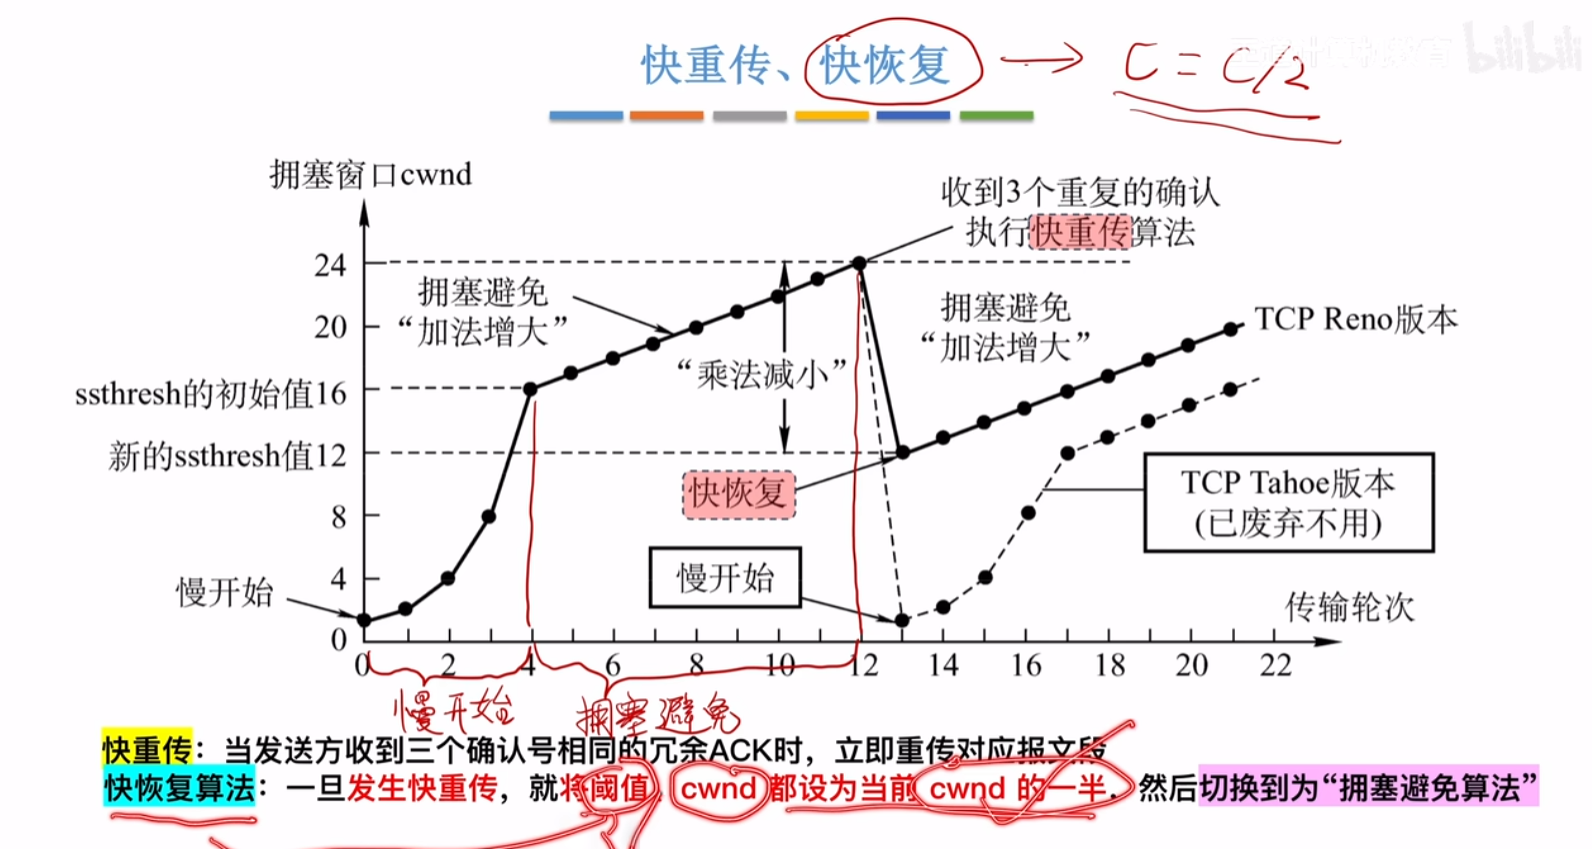 快重传、快恢复 → C = C/2
bilibili
拥塞窗口cwnd
收到3个重复的确认
执行快重传算法
24
拥塞避免
“加法增大”
拥塞避免
“加法增大”
TCP Reno版本
20
“乘法减小”
ssthresh的初始值16
新的ssthresh值12
快恢复
TCP Tahoe版本
(已废弃不用)
8
4
慢开始
慢开始
传输轮次
0
0 2 4 6 8 10 12 14 16 18 20 22
慢开始 拥塞避免
快重传：当发送方收到三个确认号相同的冗余ACK时，立即重传对应报文段
快恢复算法：一旦发生快重传，就将阈值、cwnd 都设为当前 cwnd 的一半．然后切换到为“拥塞避免算法”